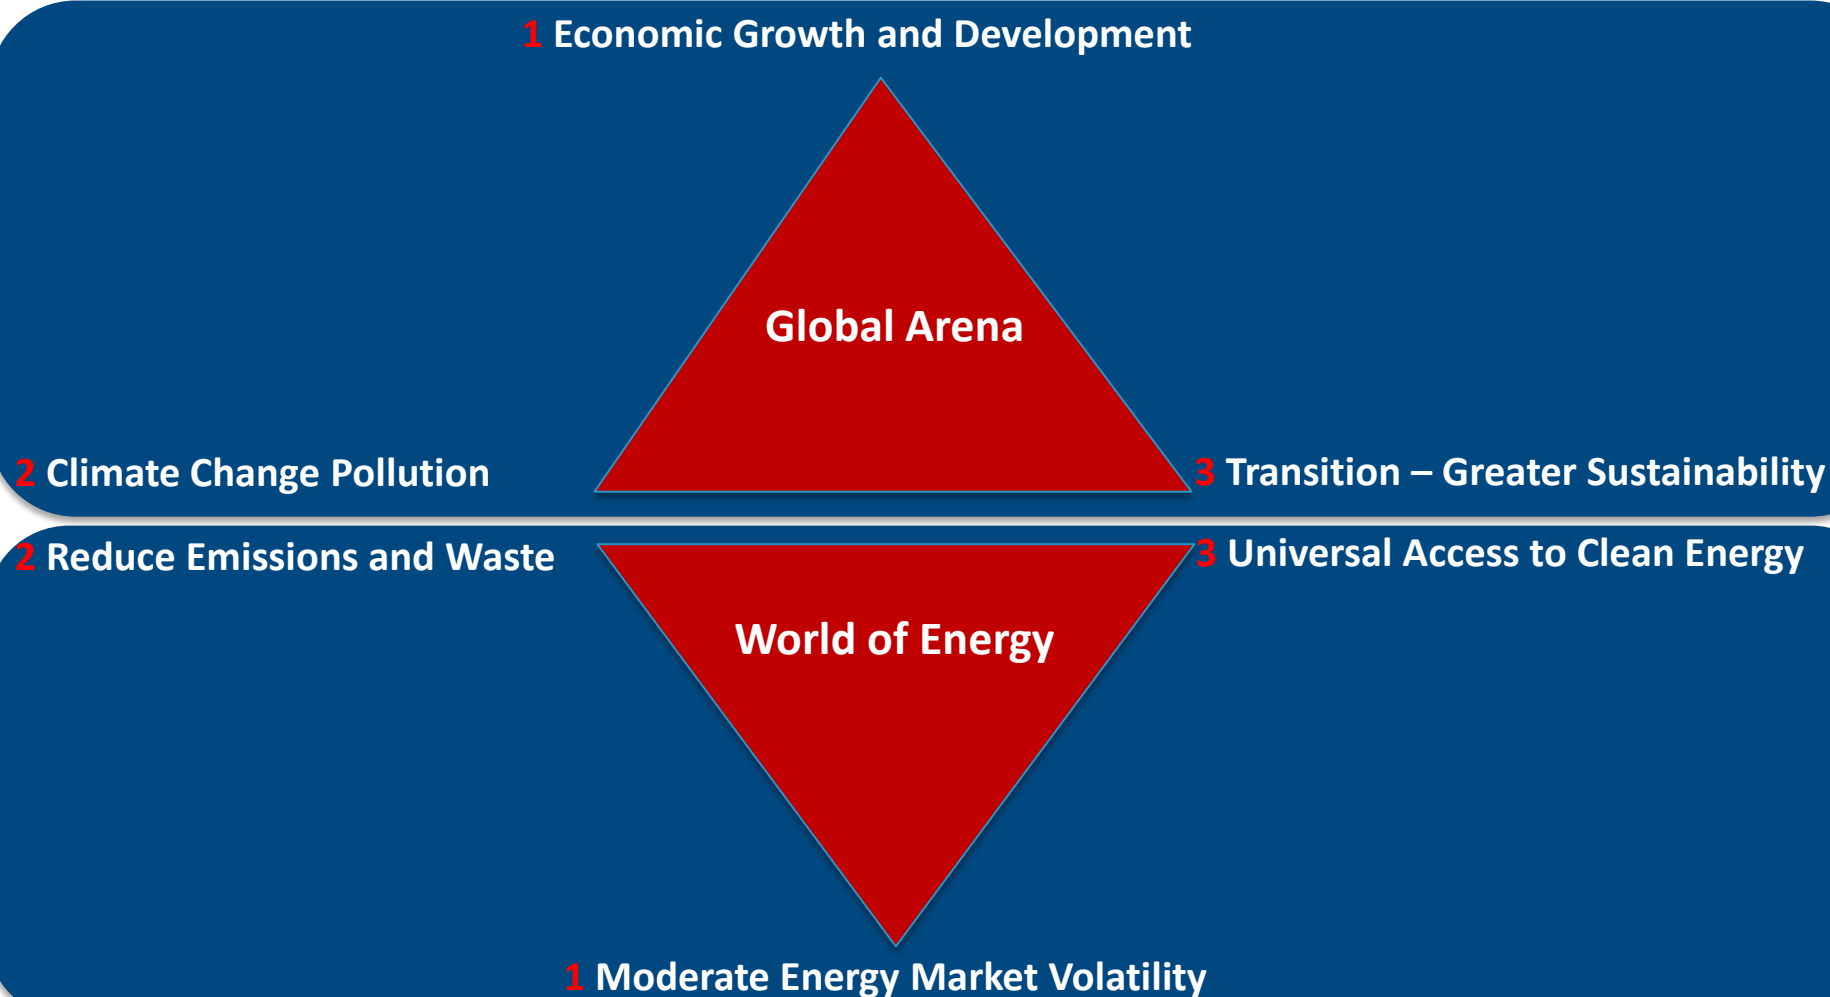 1 Economic Growth and Development
Global Arena
2 Climate Change Pollution
3 Transition – Greater Sustainability
2 Reduce Emissions and Waste
3 Universal Access to Clean Energy
World of Energy
1 Moderate Energy Market Volatility